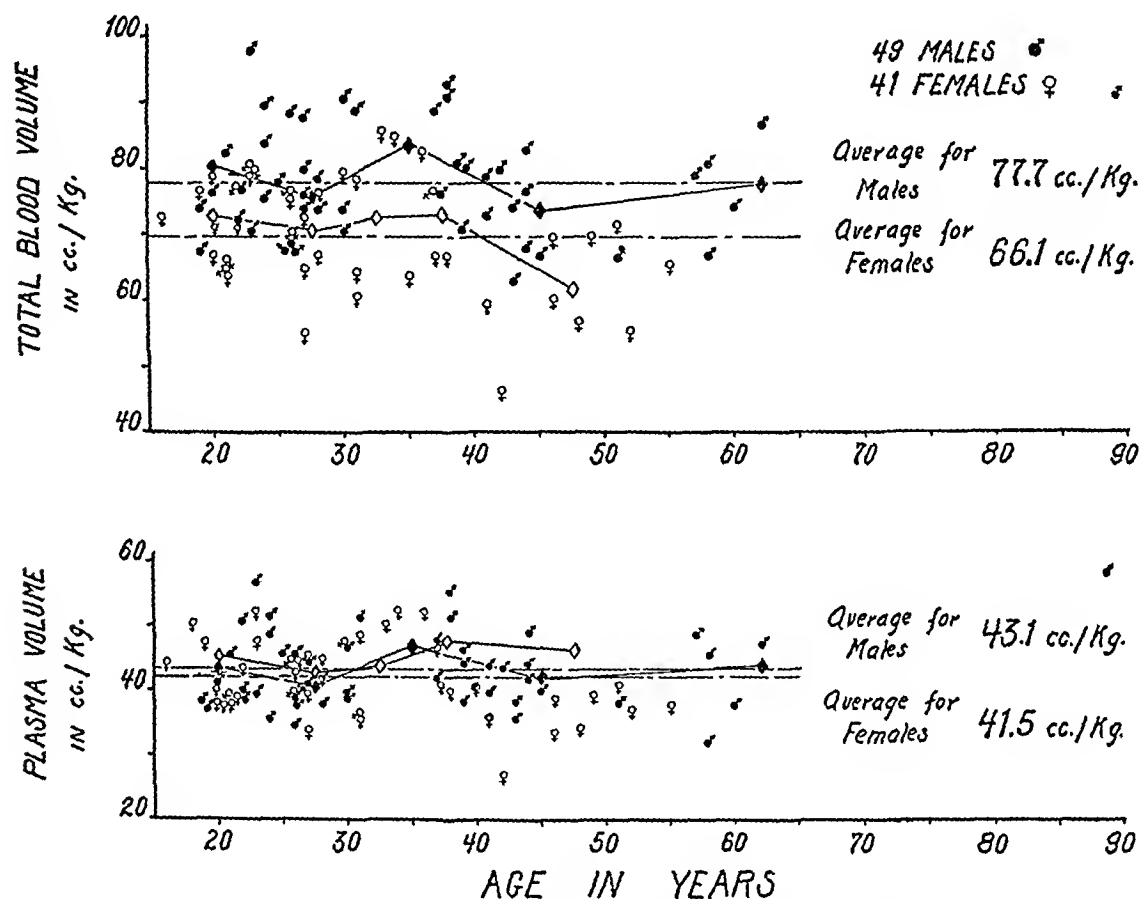 TOTAL BLOOD VOLUME
IN cc./Kg.
100
80
60
40
49 MALES ♂
41 FEMALES ♀
Average for
Males
77.7 cc./Kg.
Average for
Females
66.1 cc./Kg.
20 30 40 50 60 70 80 90
PLASMA VOLUME
IN cc./Kg.
60
40
20
Average for
Males
43.1 cc./Kg.
Average for
Females
41.5 cc./Kg.
20 30 40 50 60 70 80 90
AGE IN YEARS